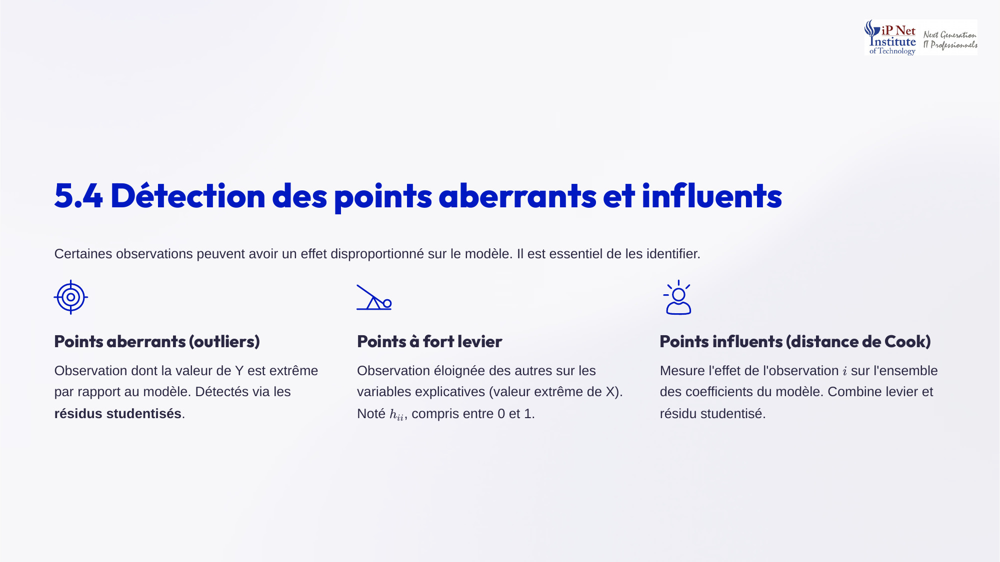 iP Net
Institute
of Technology
Next Generation
IT Professionnels
5.4 Détection des points aberrants et influents
Certaines observations peuvent avoir un effet disproportionné sur le modèle. Il est essentiel de les identifier.
Points aberrants (outliers)
Observation dont la valeur de Y est extrême
par rapport au modèle. Détectés via les
résidus studentisés.
Points à fort levier
Observation éloignée des autres sur les
variables explicatives (valeur extrême de X).
Noté $h_{ii}$, compris entre 0 et 1.
Points influents (distance de Cook)
Mesure l'effet de l'observation $i$ sur l'ensemble
des coefficients du modèle. Combine levier et
résidu studentisé.